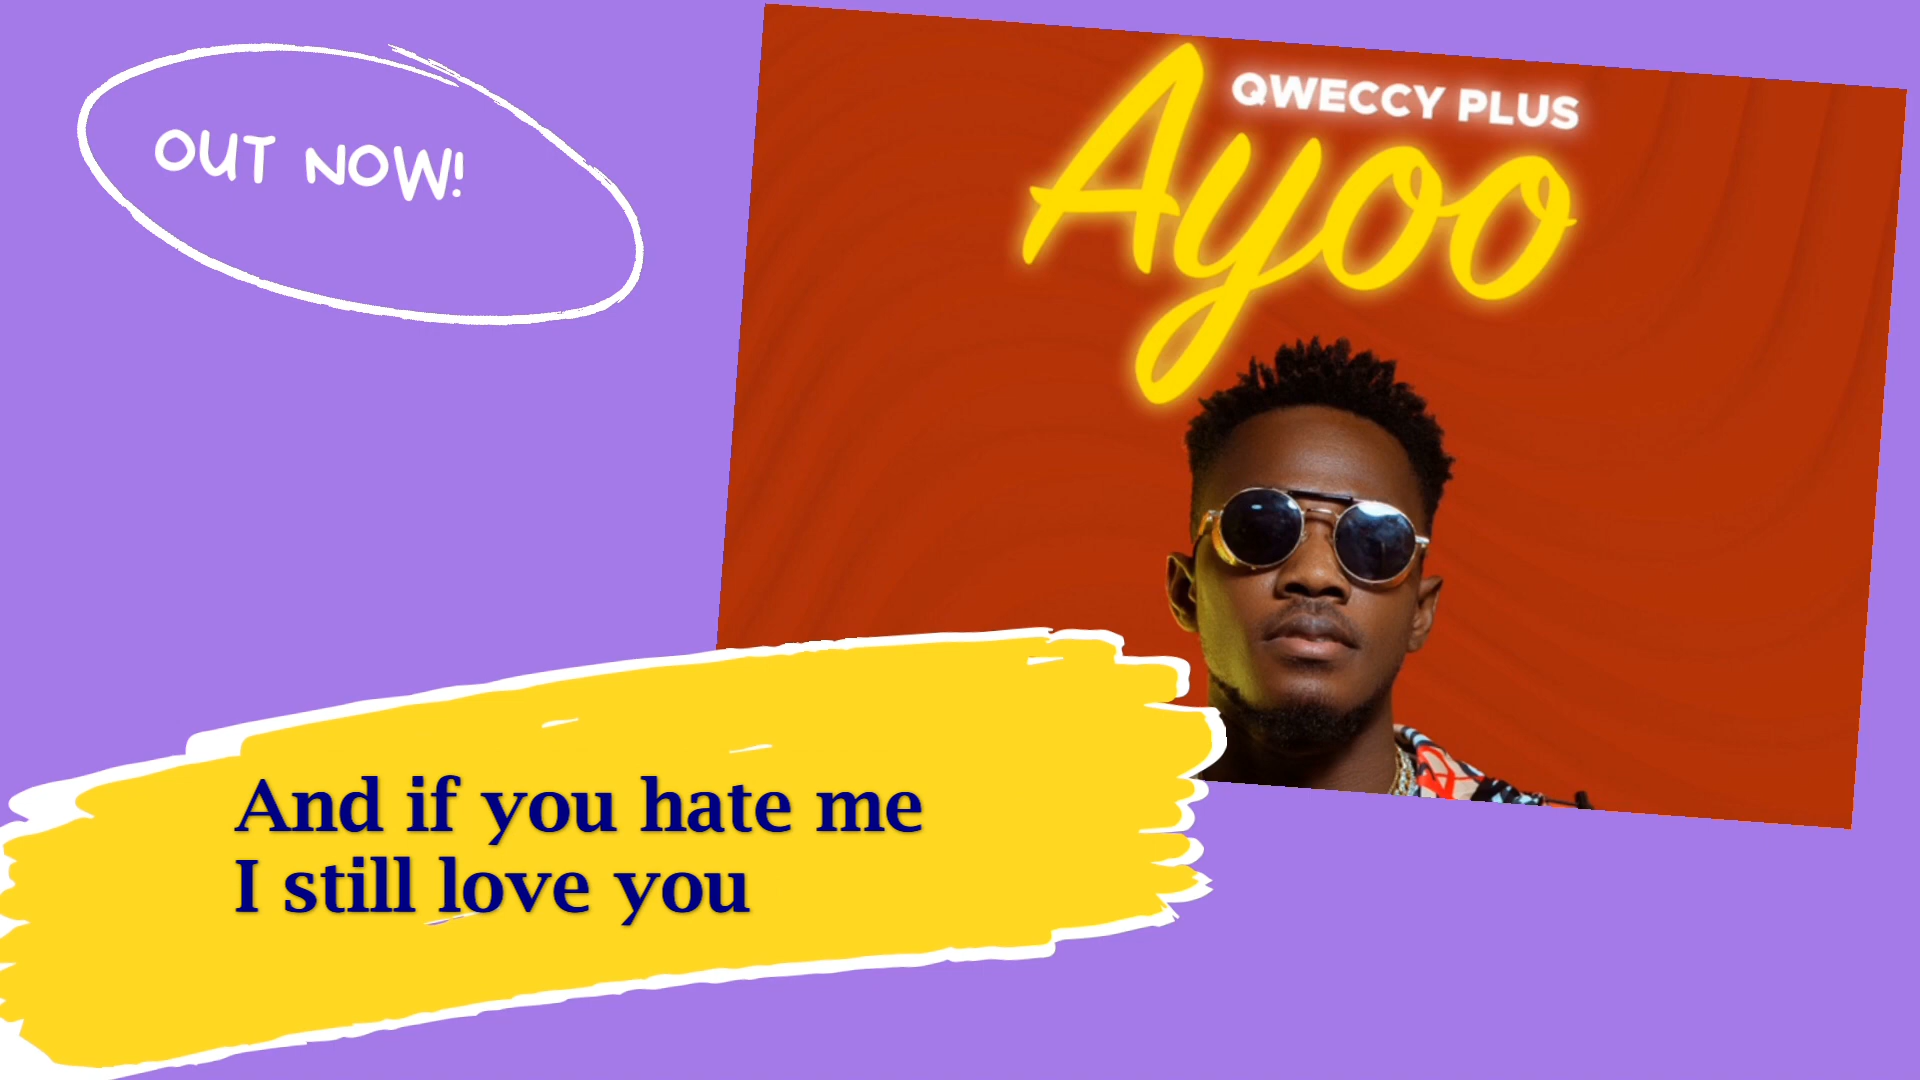 OUT NOW!
QWECCY PLUS
Ayoo
And if you hate me
I still love you